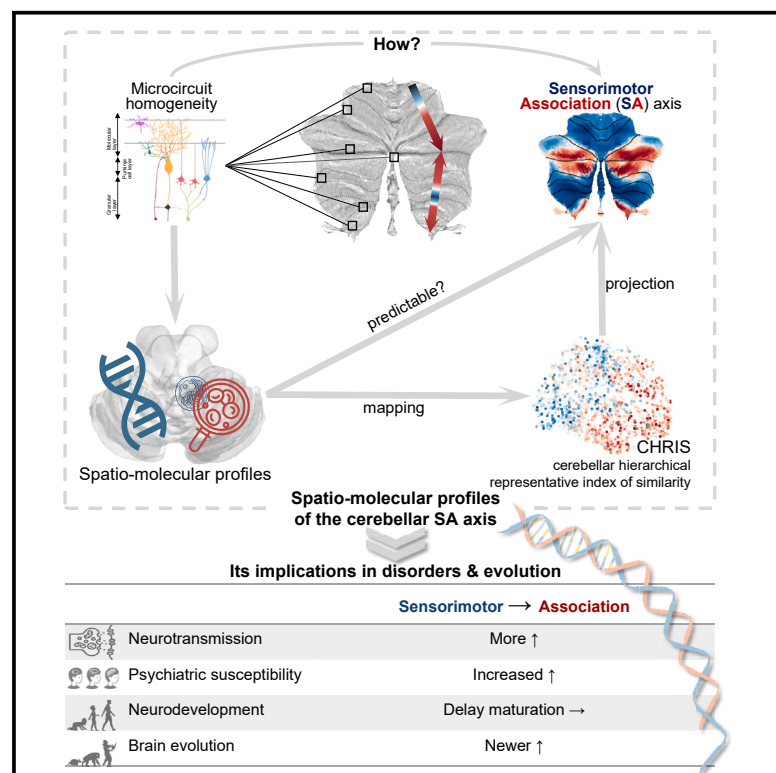 How?
Microcircuit
homogeneity
Molecular
layer
Purkinje
cell layer
Granular
layer
Sensorimotor
Association (SA) axis
predictable?
projection
mapping
Spatio-molecular profiles
CHRIS
cerebellar hierarchical
representative index of similarity
Spatio-molecular profiles
of the cerebellar SA axis
Its implications in disorders & evolution
Sensorimotor → Association
Neurotransmission More ↑
Psychiatric susceptibility Increased ↑
Neurodevelopment Delay maturation →
Brain evolution Newer ↑